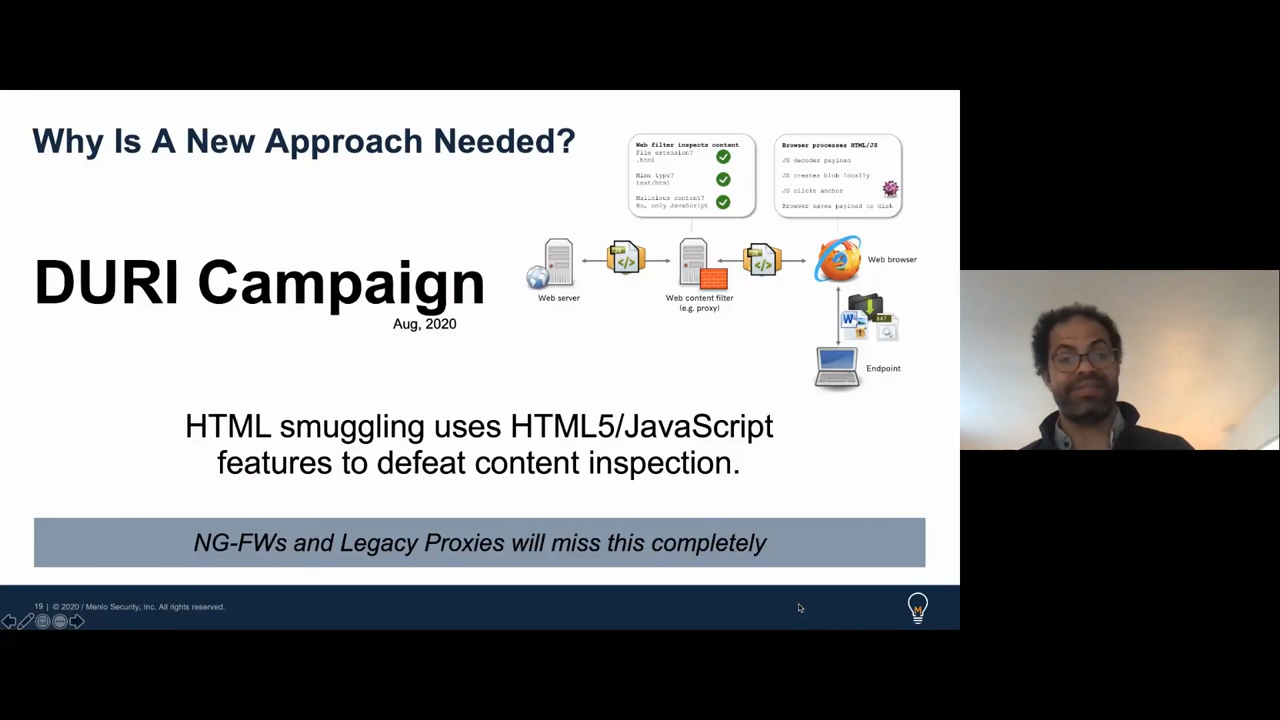 Why Is A New Approach Needed?
Web filter inspects content
File extension?
.html
Mime type?
text/html
Malicious content?
No, only JavaScript
Browser processes HTML/JS
JS decodes payload
JS creates blob locally
JS clicks anchor
Browser saves payload to disk
DURI Campaign
Aug, 2020
Web server
Web content filter
(e.g. proxy)
Web browser
W
BAT
Endpoint
HTML smuggling uses HTML5/JavaScript
features to defeat content inspection.
NG-FWs and Legacy Proxies will miss this completely
19 | © 2020 / Menlo Security, Inc. All rights reserved.
M